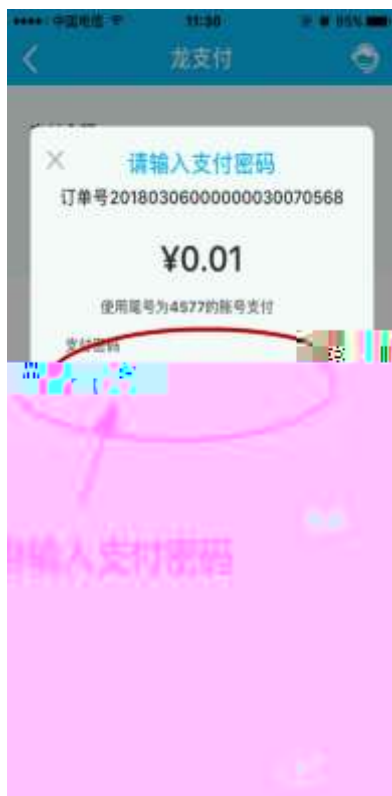 中国电信 11:30 95%
龙支付
请输入支付密码
订单号20180306000000030070568
¥0.01
使用尾号为4577的账号支付
支付密码
输入支付密码